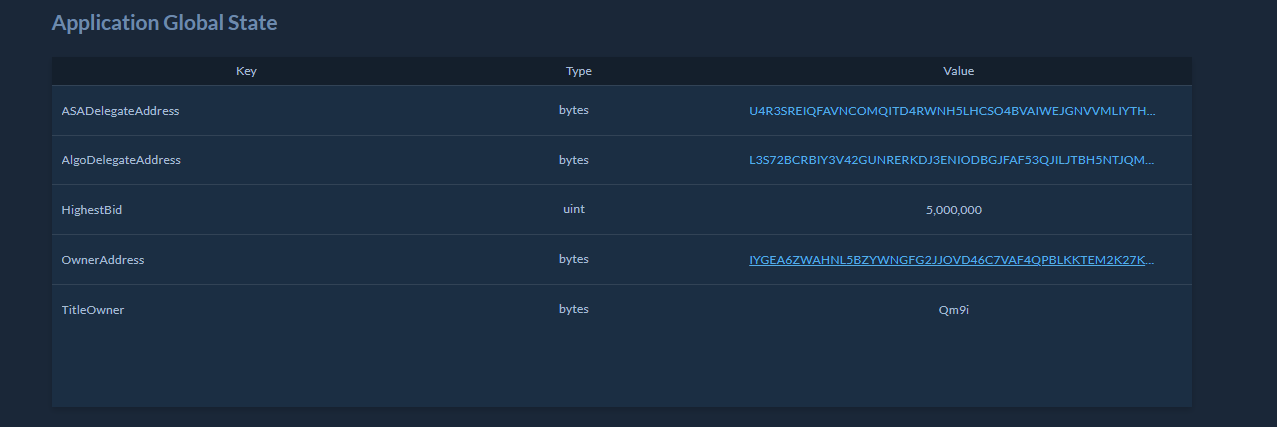 Application Global State
Key Type Value
ASADelegateAddress bytes U4R3SREIQFAVNCOMQITD4RWNH5LHCSO4BVAIWEJGNVVMLIYTH...
AlgoDelegateAddress bytes L3S72BCRBIY3V42GUNRERKDJ3ENIODBGJFAF53QJILJTBH5NTJQM...
HighestBid uint 5,000,000
OwnerAddress bytes IYGEA6ZWAHNL5BZYWNGFG2JJOVD46C7VAF4QPBLKKTEM2K27K...
TitleOwner bytes Qm9i